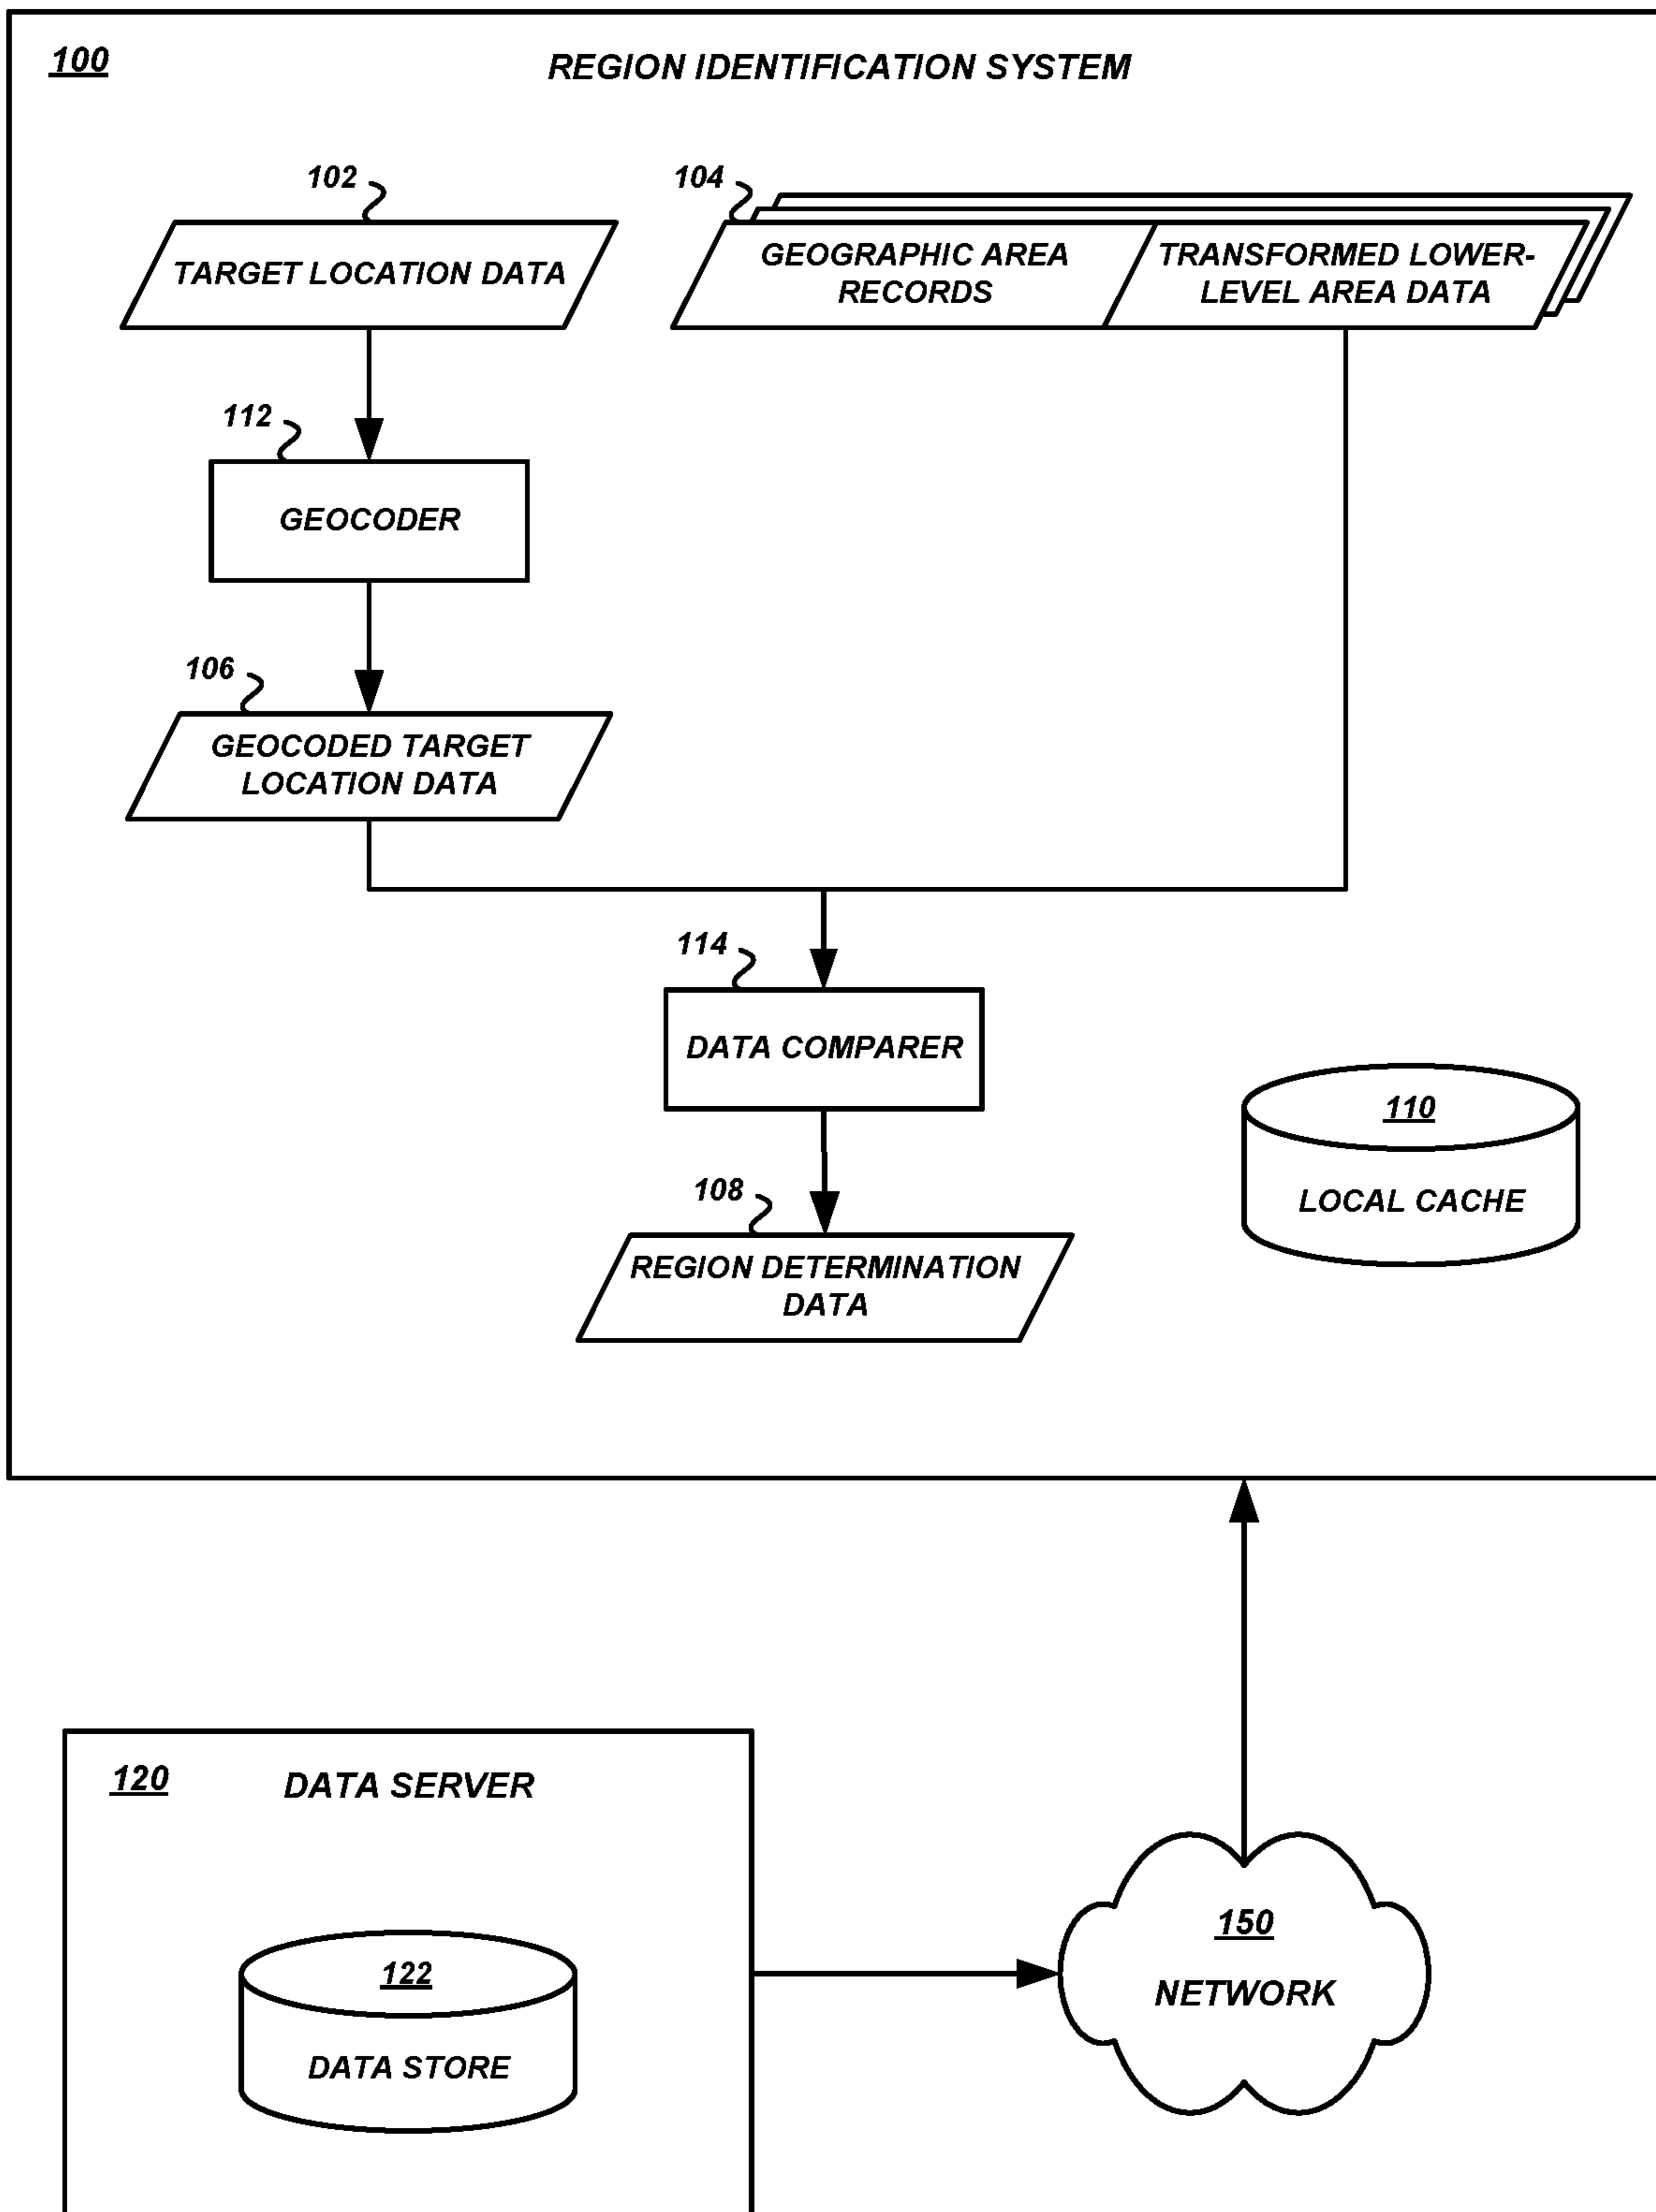 100
REGION IDENTIFICATION SYSTEM
102
TARGET LOCATION DATA
104
GEOGRAPHIC AREA
RECORDS
TRANSFORMED LOWER-
LEVEL AREA DATA
112
GEOCODER
106
GEOCODED TARGET
LOCATION DATA
114
DATA COMPARER
110
LOCAL CACHE
108
REGION DETERMINATION
DATA
120
DATA SERVER
122
DATA STORE
150
NETWORK